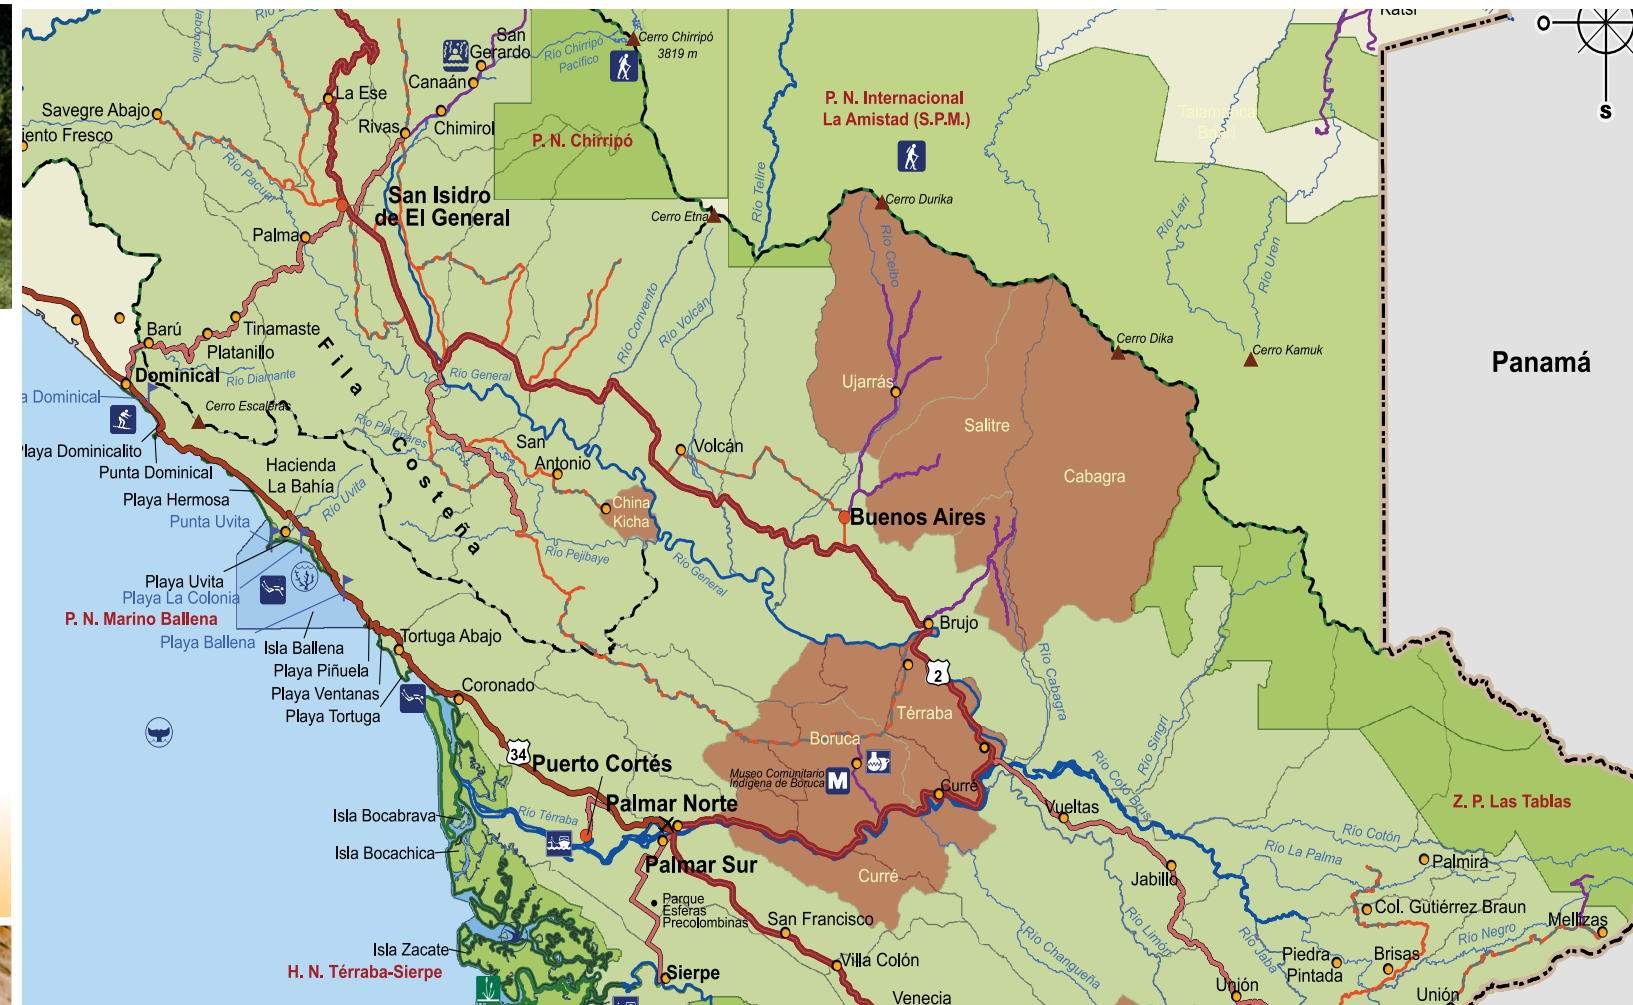 San
Gerardo
Canaán
Chimirol
Rivas
La Ese
Savegre Abajo
Río Chirripó
Pacífico
Cerro Chirripó
3819 m
P. N. Chirripó
P. N. Internacional
La Amistad (S.P.M.)
Katsi
O
S
Río Pacuar
San Isidro
de El General
Palma
Cerro Etna
Río Telire
Cerro Durika
Río Ceibo
Río Lari
Río Uren
Cerro Dika
Cerro Kamuk
Panamá
Barú
Tinamaste
Platanillo
Dominical
Río Diamante
Cerro Escaleras
Fila
Costeña
Río General
Río Convento
Río Volcán
Río Platanares
San
Antonio
Volcán
China
Kicha
Río Pejibaye
Río General
Ujarrás
Salitre
Cabagra
Buenos Aires
Brujo
Dominical
Playa Dominicalito
Punta Dominical
Playa Hermosa
Punta Uvita
Hacienda
La Bahía
Río Uvita
Playa Uvita
Playa La Colonia
P. N. Marino Ballena
Playa Ballena
Isla Ballena
Playa Piñuela
Playa Ventanas
Playa Tortuga
Tortuga Abajo
Coronado
34
2
Térraba
Boruca
Museo Comunitario
Indígena de Boruca
M
Curré
Curré
Río Cabagra
Río Coto Brus
Río Singri
Puerto Cortés
Palmar Norte
Palmar Sur
Río Térraba
Isla Bocabrava
Isla Bocachica
Parque
Esferas
Precolombinas
San Francisco
Villa Colón
Venecia
Isla Zacate
H. N. Térraba-Sierpe
Sierpe
Vueltas
Jabillo
Río Limón
Río Changueña
Río Jaba
Unión
Z. P. Las Tablas
Río Cotón
Río La Palma
Palmira
Col. Gutiérrez Braun
Melizas
Río Negro
Piedra
Pintada
Brisas
Unión